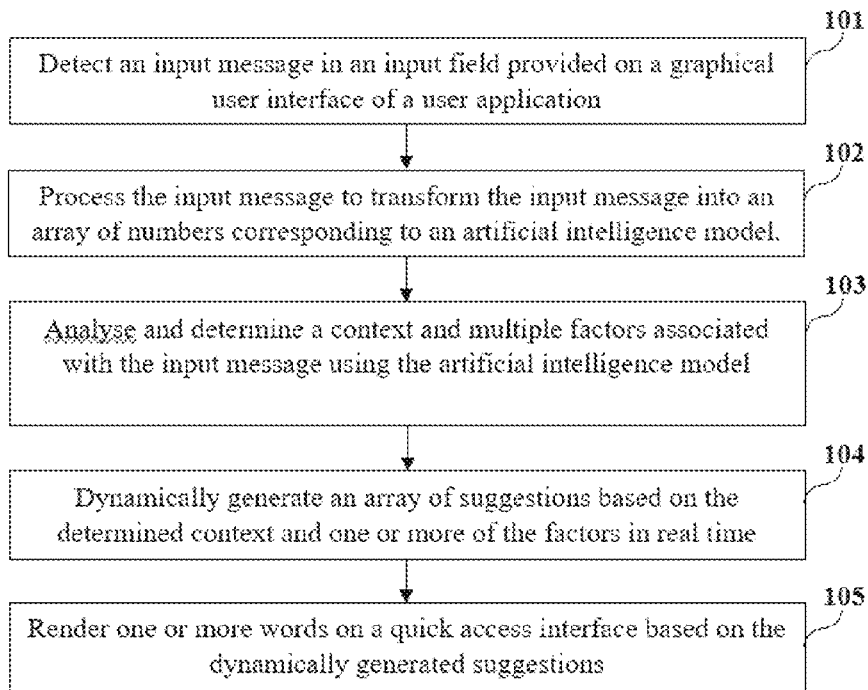 101
Detect an input message in an input field provided on a graphical
user interface of a user application
102
Process the input message to transform the input message into an
array of numbers corresponding to an artificial intelligence model.
103
Analyse and determine a context and multiple factors associated
with the input message using the artificial intelligence model
104
Dynamically generate an array of suggestions based on the
determined context and one or more of the factors in real time
105
Render one or more words on a quick access interface based on the
dynamically generated suggestions